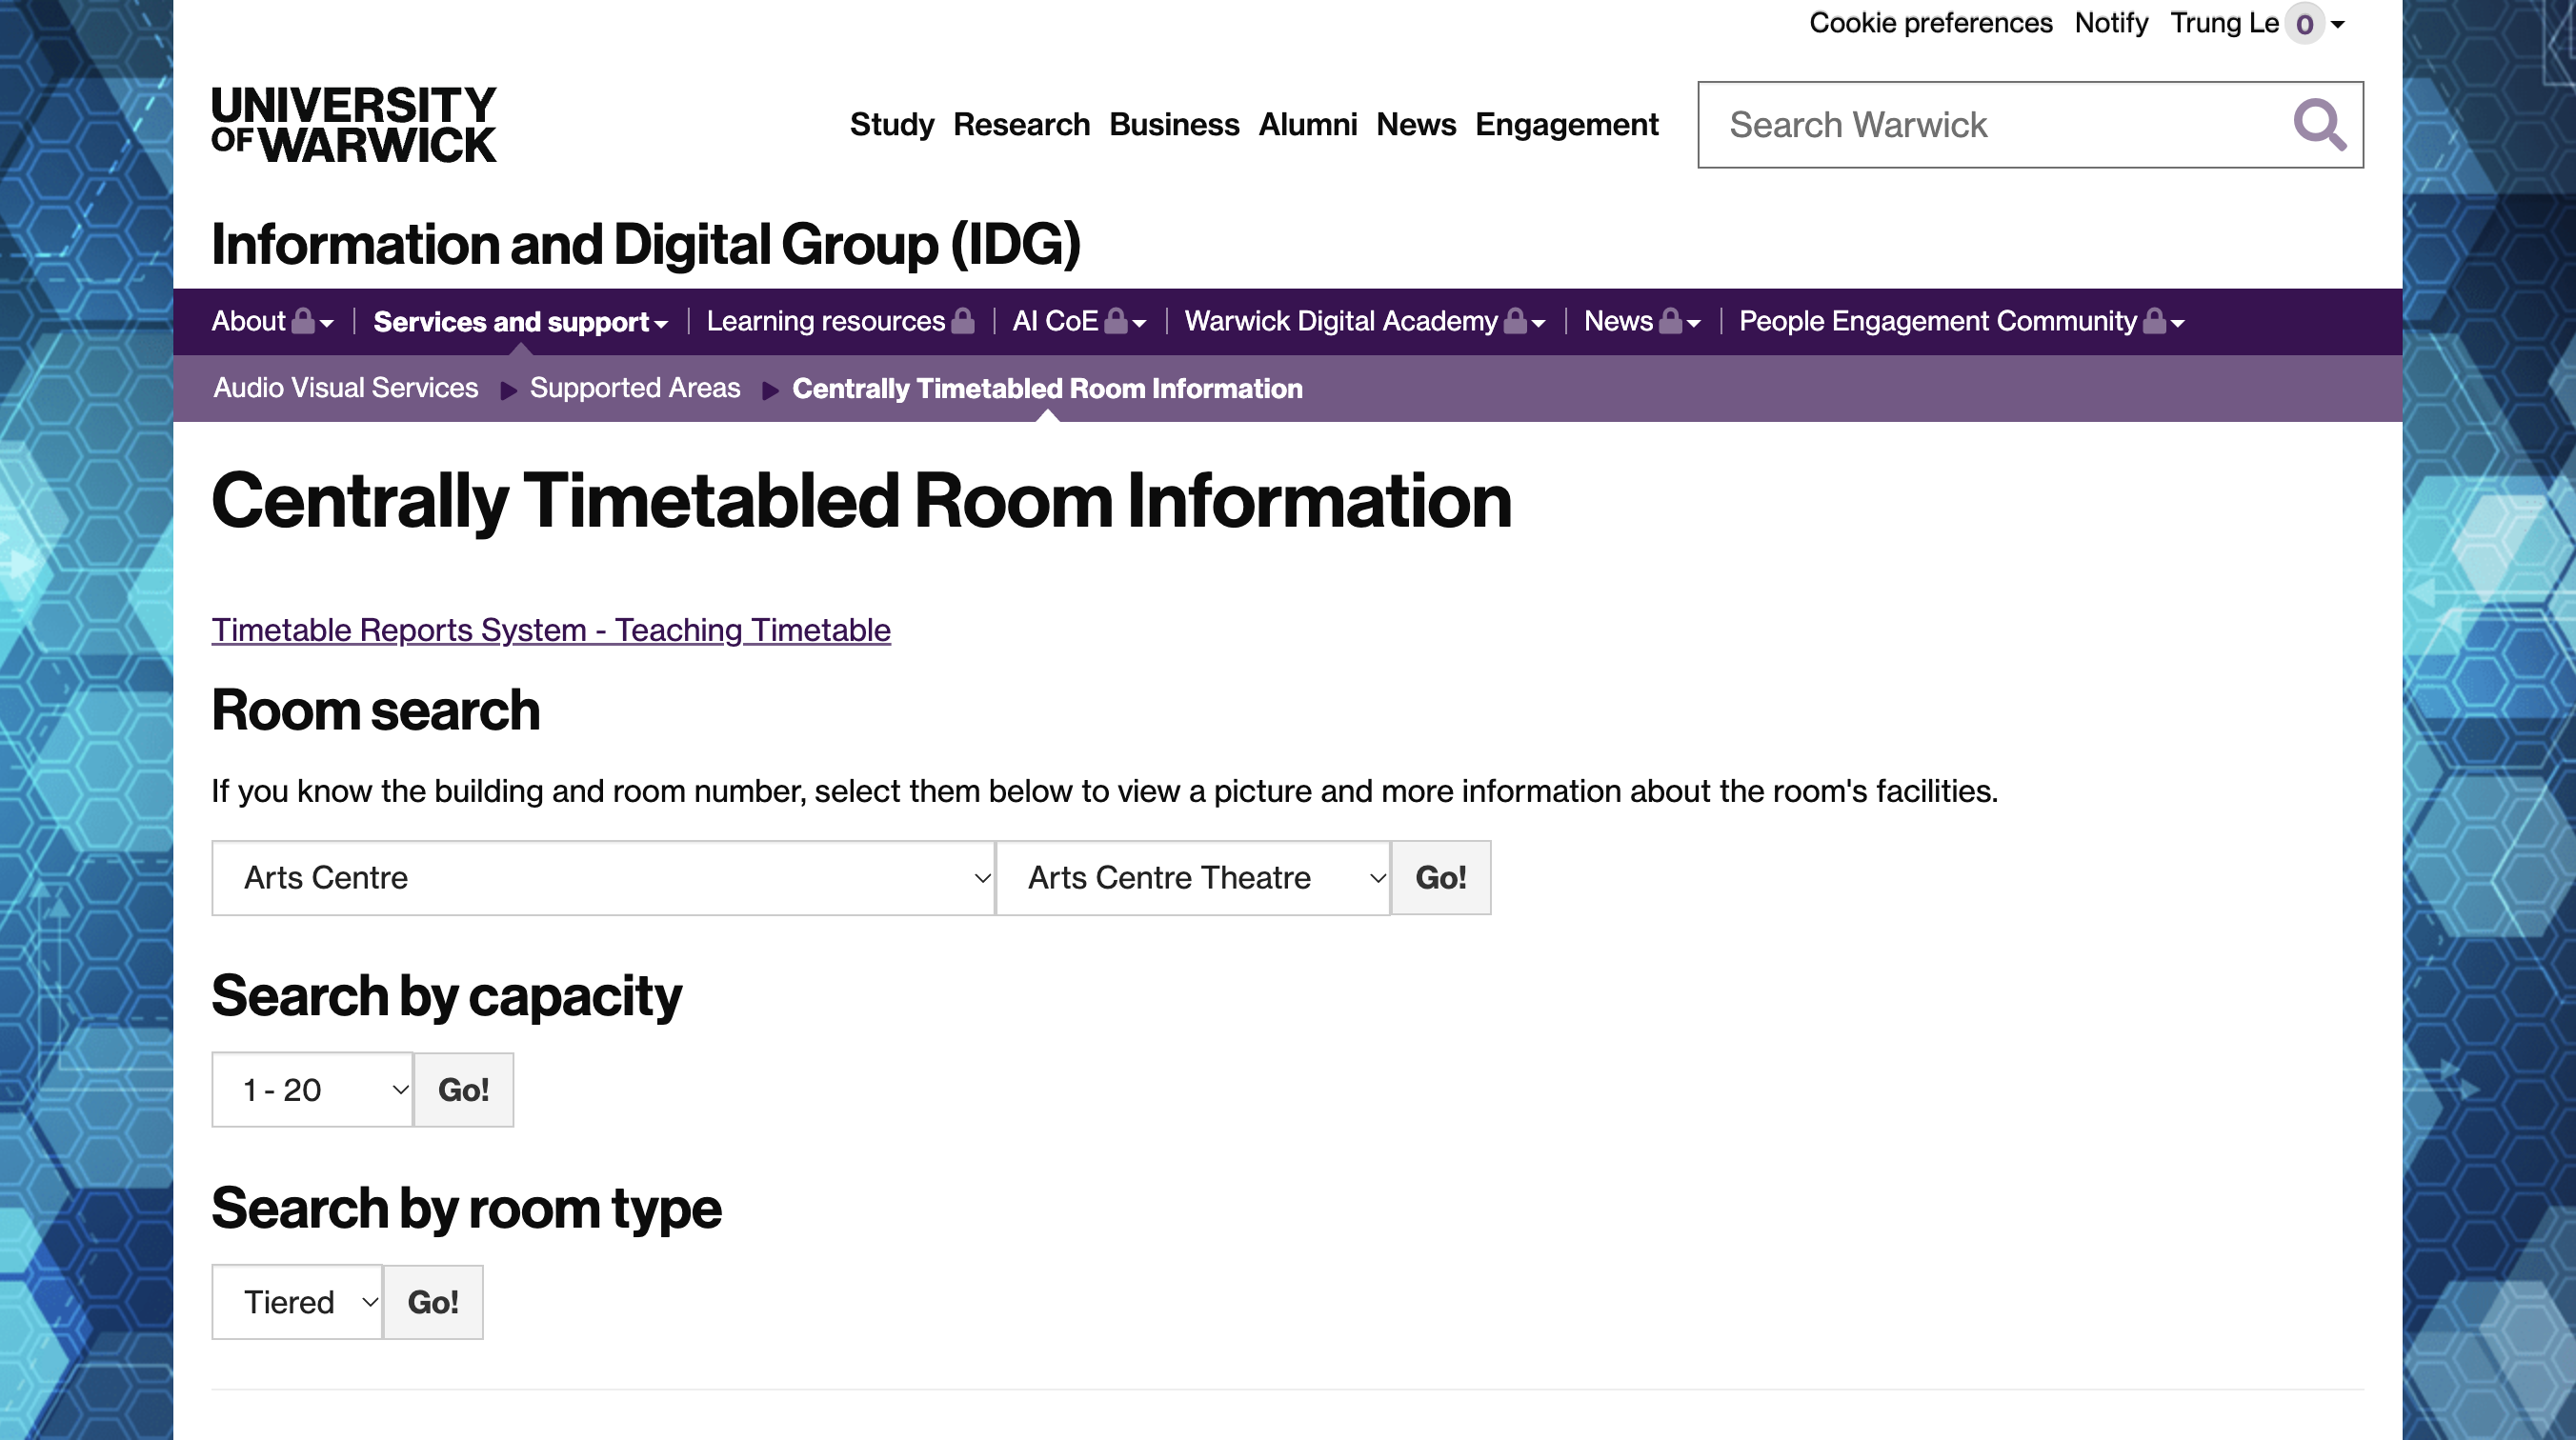 Cookie preferences Notify Trung Le 0
UNIVERSITY
OF WARWICK
Study Research Business Alumni News Engagement
Search Warwick
Information and Digital Group (IDG)
About Services and support Learning resources AI CoE Warwick Digital Academy News People Engagement Community
Audio Visual Services Supported Areas Centrally Timetabled Room Information
Centrally Timetabled Room Information
Timetable Reports System - Teaching Timetable
Room search
If you know the building and room number, select them below to view a picture and more information about the room's facilities.
Arts Centre Arts Centre Theatre Go!
Search by capacity
1 - 20 Go!
Search by room type
Tiered Go!